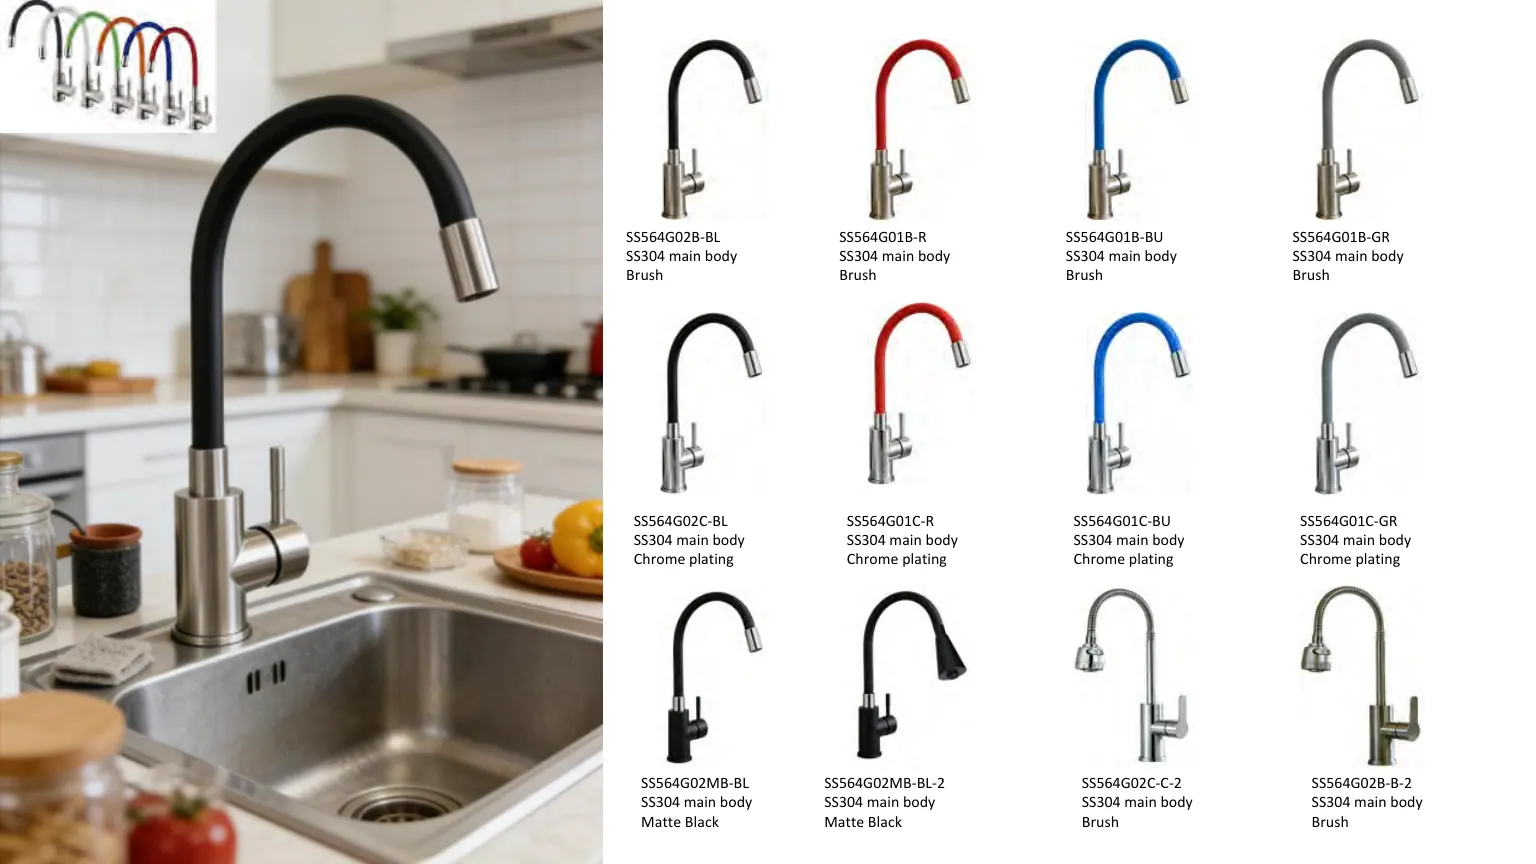 SS564G02B-BL
SS304 main body
Brush
SS564G01B-R
SS304 main body
Brush
SS564G01B-BU
SS304 main body
Brush
SS564G01B-GR
SS304 main body
Brush
SS564G02C-BL
SS304 main body
Chrome plating
SS564G01C-R
SS304 main body
Chrome plating
SS564G01C-BU
SS304 main body
Chrome plating
SS564G01C-GR
SS304 main body
Chrome plating
SS564G02MB-BL
SS304 main body
Matte Black
SS564G02MB-BL-2
SS304 main body
Matte Black
SS564G02C-C-2
SS304 main body
Brush
SS564G02B-B-2
SS304 main body
Brush